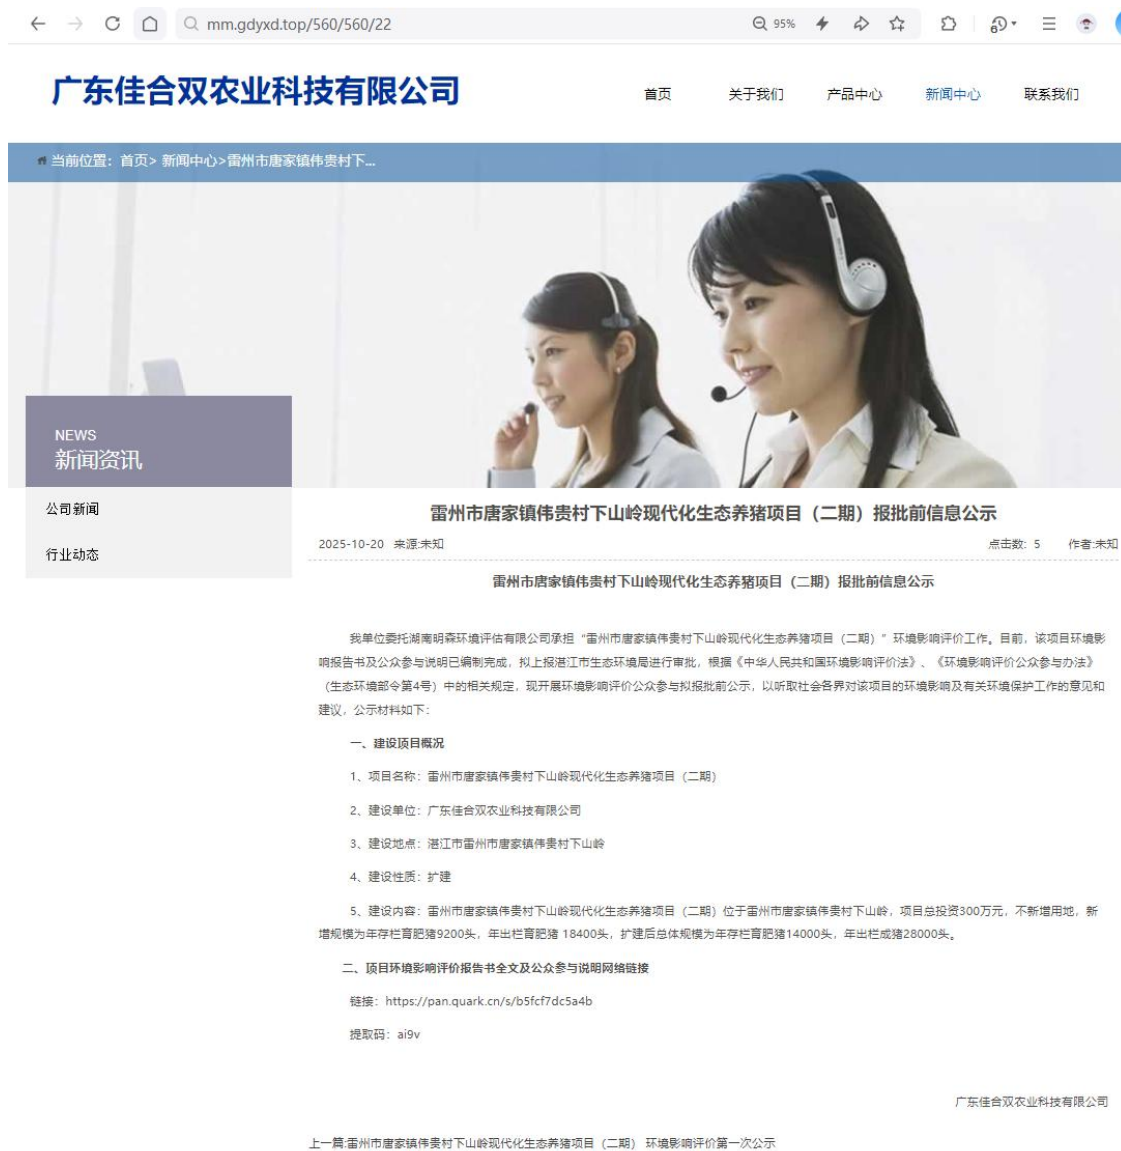 mm.gdyxd.top/560/560/22
95%
广东佳合双农业科技有限公司
首页 关于我们 产品中心 新闻中心 联系我们
当前位置：首页> 新闻中心>雷州市唐家镇伟贵村下...
NEWS
新闻资讯
公司新闻
行业动态
雷州市唐家镇伟贵村下山岭现代化生态养猪项目（二期）报批前信息公示
2025-10-20 来源:未知 点击数: 5 作者:未知
雷州市唐家镇伟贵村下山岭现代化生态养猪项目（二期）报批前信息公示
我单位委托湖南明森环境评估有限公司承担“雷州市唐家镇伟贵村下山岭现代化生态养猪项目（二期）”环境影响评价工作。目前，该项目环境影
响报告书及公众参与说明已编制完成，拟上报湛江市生态环境局进行审批，根据《中华人民共和国环境影响评价法》、《环境影响评价公众参与办法》
（生态环境部令第4号）中的相关规定，现开展环境影响评价公众参与拟报批前公示，以听取社会各界对该项目的环境影响及有关环境保护工作的意见和
建议，公示材料如下：
一、建设项目概况
1、项目名称：雷州市唐家镇伟贵村下山岭现代化生态养猪项目（二期）
2、建设单位：广东佳合双农业科技有限公司
3、建设地点：湛江市雷州市唐家镇伟贵村下山岭
4、建设性质：扩建
5、建设内容：雷州市唐家镇伟贵村下山岭现代化生态养猪项目（二期）位于雷州市唐家镇伟贵村下山岭，项目总投资300万元，不新增用地，新
增规模为年存栏育肥猪9200头，年出栏育肥猪 18400头，扩建后总体规模为年存栏育肥猪14000头，年出栏成猪28000头。
二、项目环境影响评价报告书全文及公众参与说明网络链接
链接：https://pan.quark.cn/s/b5fcf7dc5a4b
提取码：ai9v
广东佳合双农业科技有限公司
上一篇:雷州市唐家镇伟贵村下山岭现代化生态养猪项目（二期） 环境影响评价第一次公示